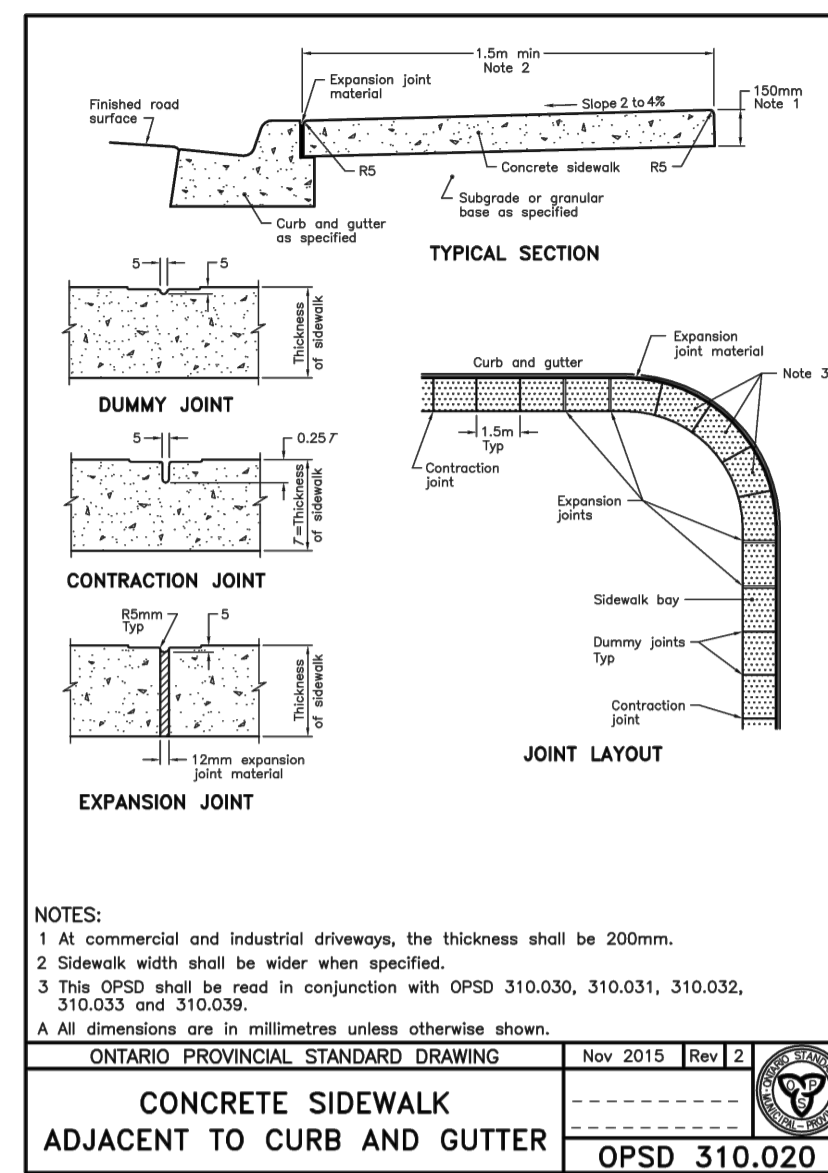 1.5m min
Note 2
Expansion joint
material
Finished road
surface
Slope 2 to 4%
150mm
Note 1
R5
Concrete sidewalk
R5
Subgrade or granular
base as specified
Curb and gutter
as specified
TYPICAL SECTION
5
5
Thickness
of sidewalk
DUMMY JOINT
5
0.25T
T=Thickness
of sidewalk
CONTRACTION JOINT
R5mm
Typ
5
Thickness
of sidewalk
12mm expansion
joint material
EXPANSION JOINT
Curb and gutter
Expansion
joint material
Note 3
1.5m
Typ
Contraction
joint
Expansion
joints
Sidewalk bay
Dummy joints
Typ
Contraction
joint
JOINT LAYOUT
NOTES:
1 At commercial and industrial driveways, the thickness shall be 200mm.
2 Sidewalk width shall be wider when specified.
3 This OPSD shall be read in conjunction with OPSD 310.030, 310.031, 310.032,
310.033 and 310.039.
A All dimensions are in millimetres unless otherwise shown.
ONTARIO PROVINCIAL STANDARD DRAWING
Nov 2015 Rev 2
CONCRETE SIDEWALK
ADJACENT TO CURB AND GUTTER
OPSD 310.020
ONTARIO
MUNICIPAL
O P
S